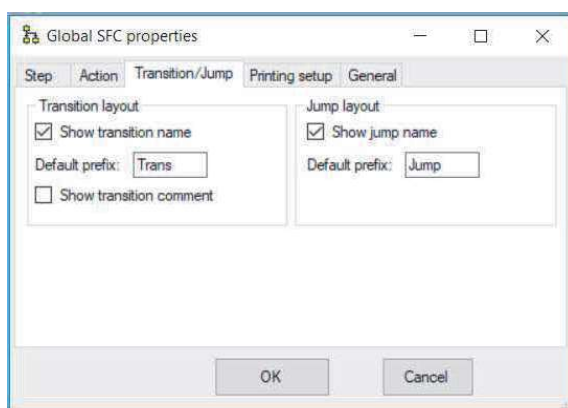 Global SFC properties
Step Action Transition/Jump Printing setup General
Transition layout
Show transition name
Default prefix: Trans
Show transition comment
Jump layout
Show jump name
Default prefix: Jump
OK Cancel